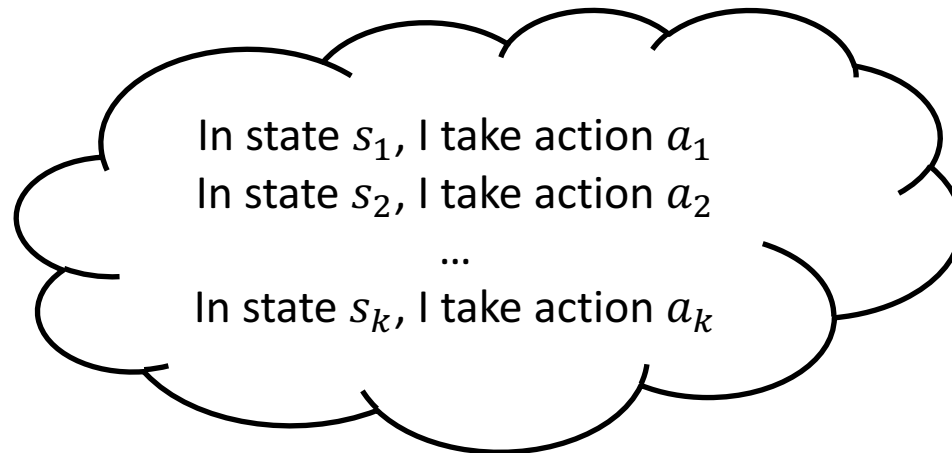 In state s₁, I take action a₁
In state s₂, I take action a₂
...
In state sₖ, I take action aₖ